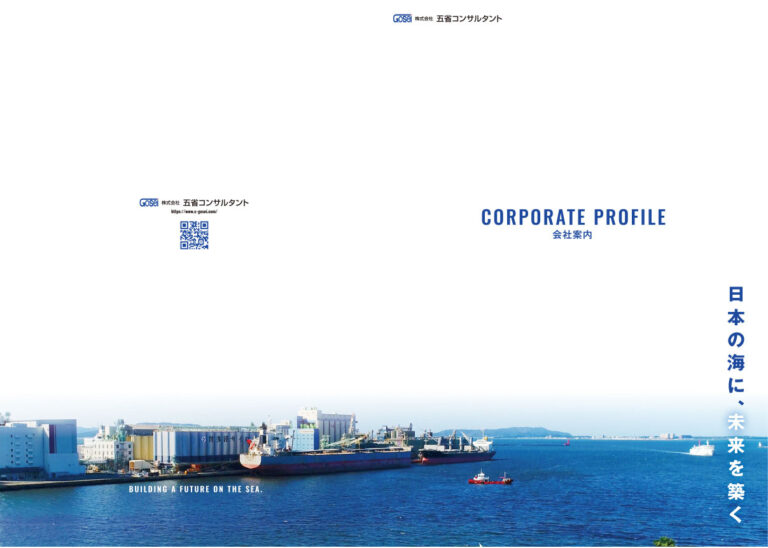 Gosei 株式会社 五省コンサルタント
Gosei 株式会社 五省コンサルタント
https://www.c-gosei.com/
CORPORATE PROFILE
会社案内
日本の海に、未来を築く
BUILDING A FUTURE ON THE SEA.